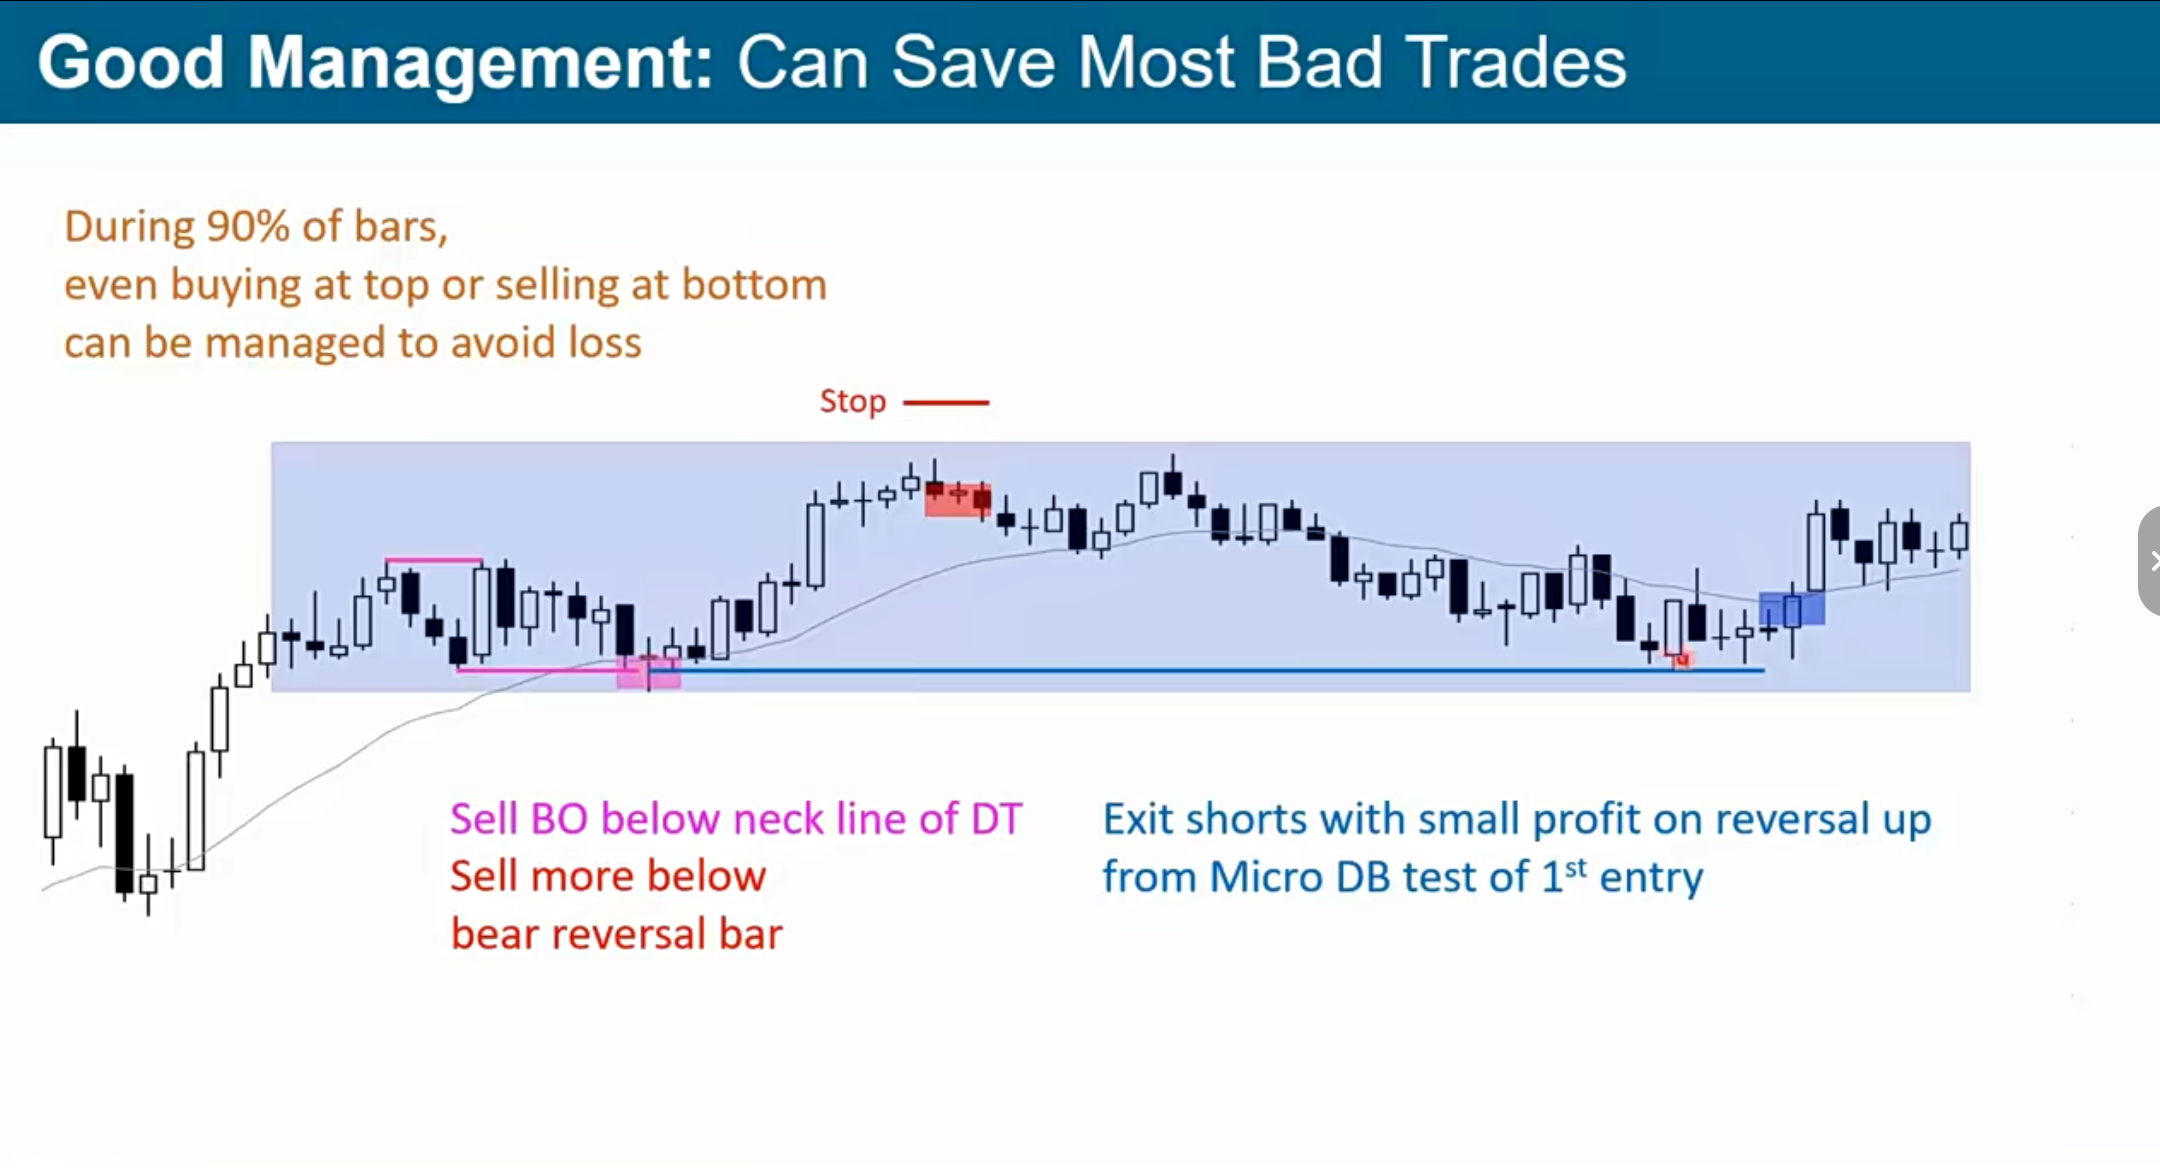 Good Management: Can Save Most Bad Trades
During 90% of bars,
even buying at top or selling at bottom
can be managed to avoid loss
Stop
Sell BO below neck line of DT
Sell more below
bear reversal bar
Exit shorts with small profit on reversal up
from Micro DB test of 1st entry